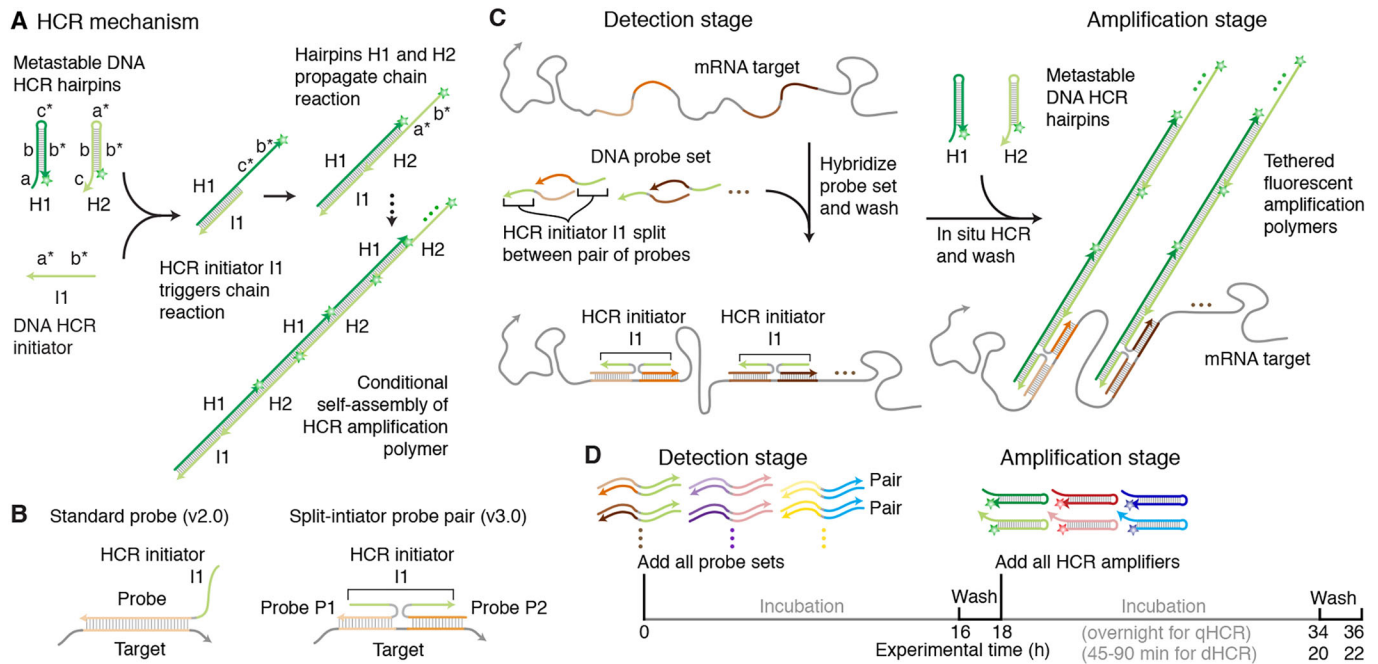 A HCR mechanism
Metastable DNA
HCR hairpins
c* a*
b b* b b*
a c
H1 H2
a* b*
I1
DNA HCR
initiator
H1
c*
b*
I1
HCR initiator I1
triggers chain
reaction
Hairpins H1 and H2
propagate chain
reaction
b*
a*
H1
H2
I1
H1
H2
H1
H2
H1
H2
I1
Conditional
self-assembly of
HCR amplification
polymer
B
Standard probe (v2.0)
HCR initiator
I1
Probe
Target
Split-intiator probe pair (v3.0)
HCR initiator
I1
Probe P1
Probe P2
Target
C
Detection stage
mRNA target
DNA probe set
HCR initiator I1 split
between pair of probes
Hybridize
probe set
and wash
HCR initiator
I1
HCR initiator
I1
Amplification stage
H1 H2
Metastable
DNA HCR
hairpins
In situ HCR
and wash
Tethered
fluorescent
amplification
polymers
mRNA target
D
Detection stage
Pair
Pair
Add all probe sets
Amplification stage
Add all HCR amplifiers
Incubation
Wash
Incubation
Wash
0
16 18
(overnight for qHCR)
34 36
Experimental time (h)
(45-90 min for dHCR)
20 22